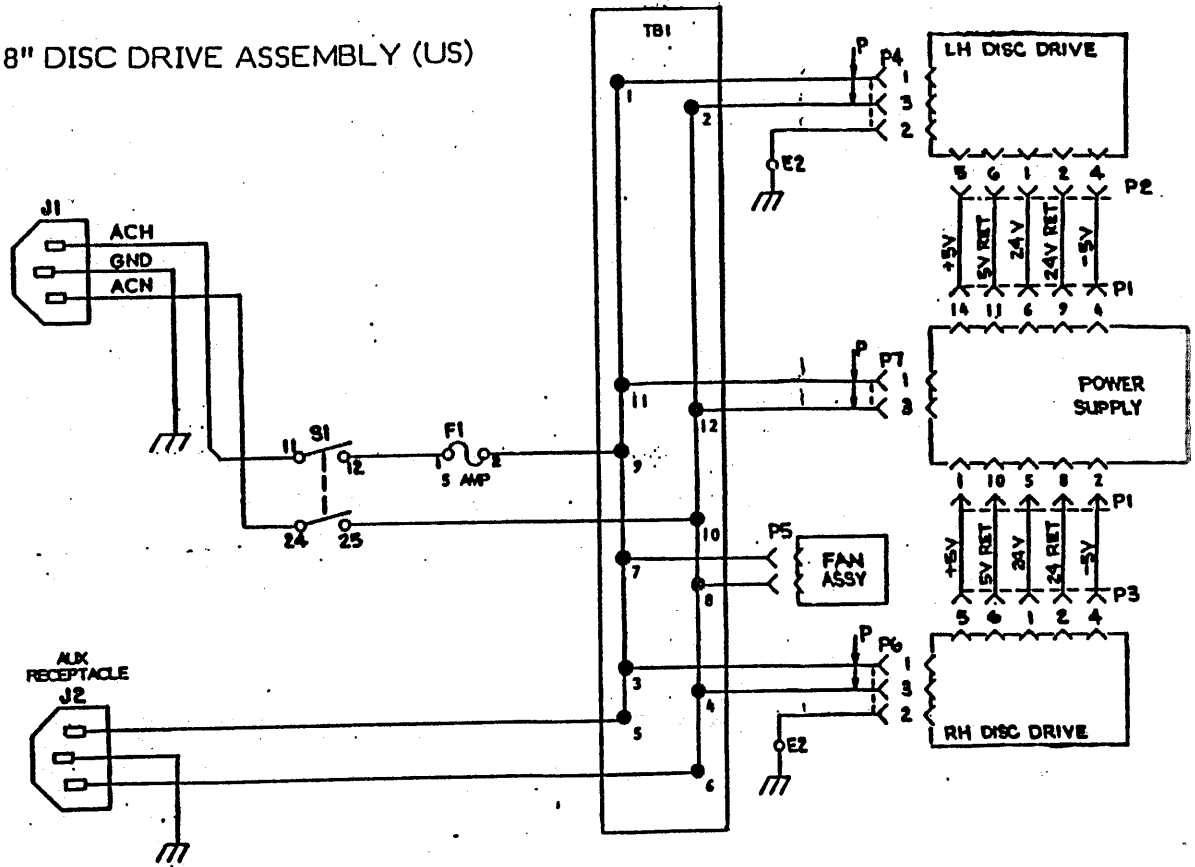 8" DISC DRIVE ASSEMBLY (US)
TB1
J1
ACH
GND
ACN
11
S1
12
24
25
F1
1
2
5 AMP
AUX
RECEPTACLE
J2
1
2
11
12
9
10
7
8
3
4
5
6
P
P4
1
3
2
E2
LH DISC DRIVE
5 6 1 2 4
P2
+5V
5V RET
24V
24V RET
-5V
P1
14 11 6 9 4
P
P7
1
3
POWER
SUPPLY
1 10 5 8 2
P1
+5V
5V RET
24V
24 RET
-5V
P3
5 6 1 2 4
P5
FAN
ASSY
P
P6
1
3
2
E2
RH DISC DRIVE